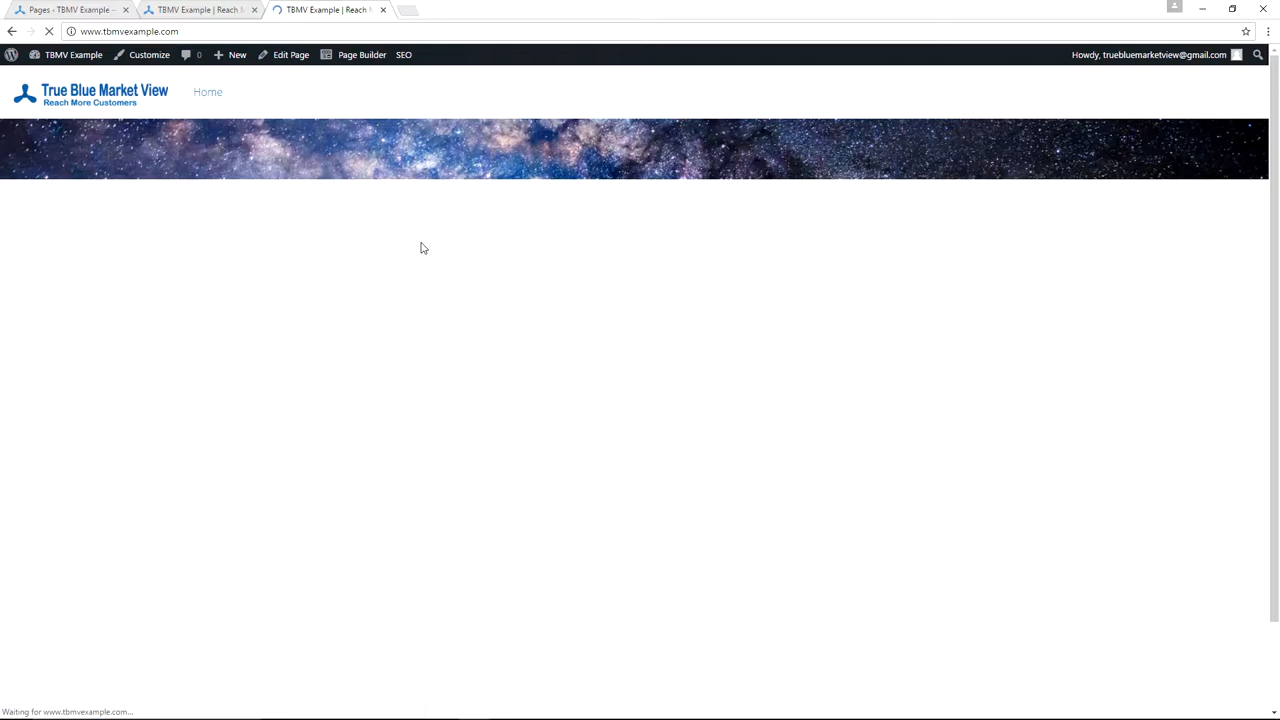 Pages ‹ TBMV Example —
TBMV Example | Reach M
TBMV Example | Reach M
www.tbmvexample.com
TBMV Example
Customize
0
New
Edit Page
Page Builder
SEO
Howdy, truebluemarketview@gmail.com
True Blue Market View
Reach More Customers
Home
Waiting for www.tbmvexample.com...